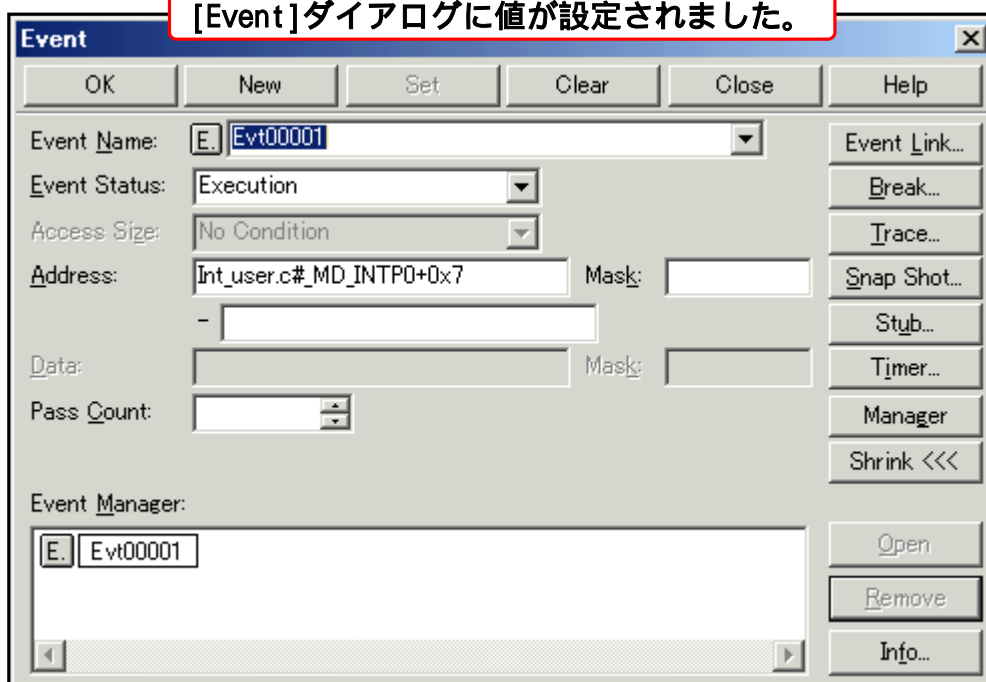 [Event]ダイアログに値が設定されました。
Event
OK New Set Clear Close Help
Event Name: E. Evt00001 Event Link...
Event Status: Execution Break...
Access Size: No Condition Trace...
Address: Int_user.c#_MD_INTP0+0x7 Mask: Snap Shot...
- Stub...
Data: Mask: Timer...
Pass Count: Manager
Shrink <<<
Event Manager:
E. Evt00001 Open
Remove
Info...